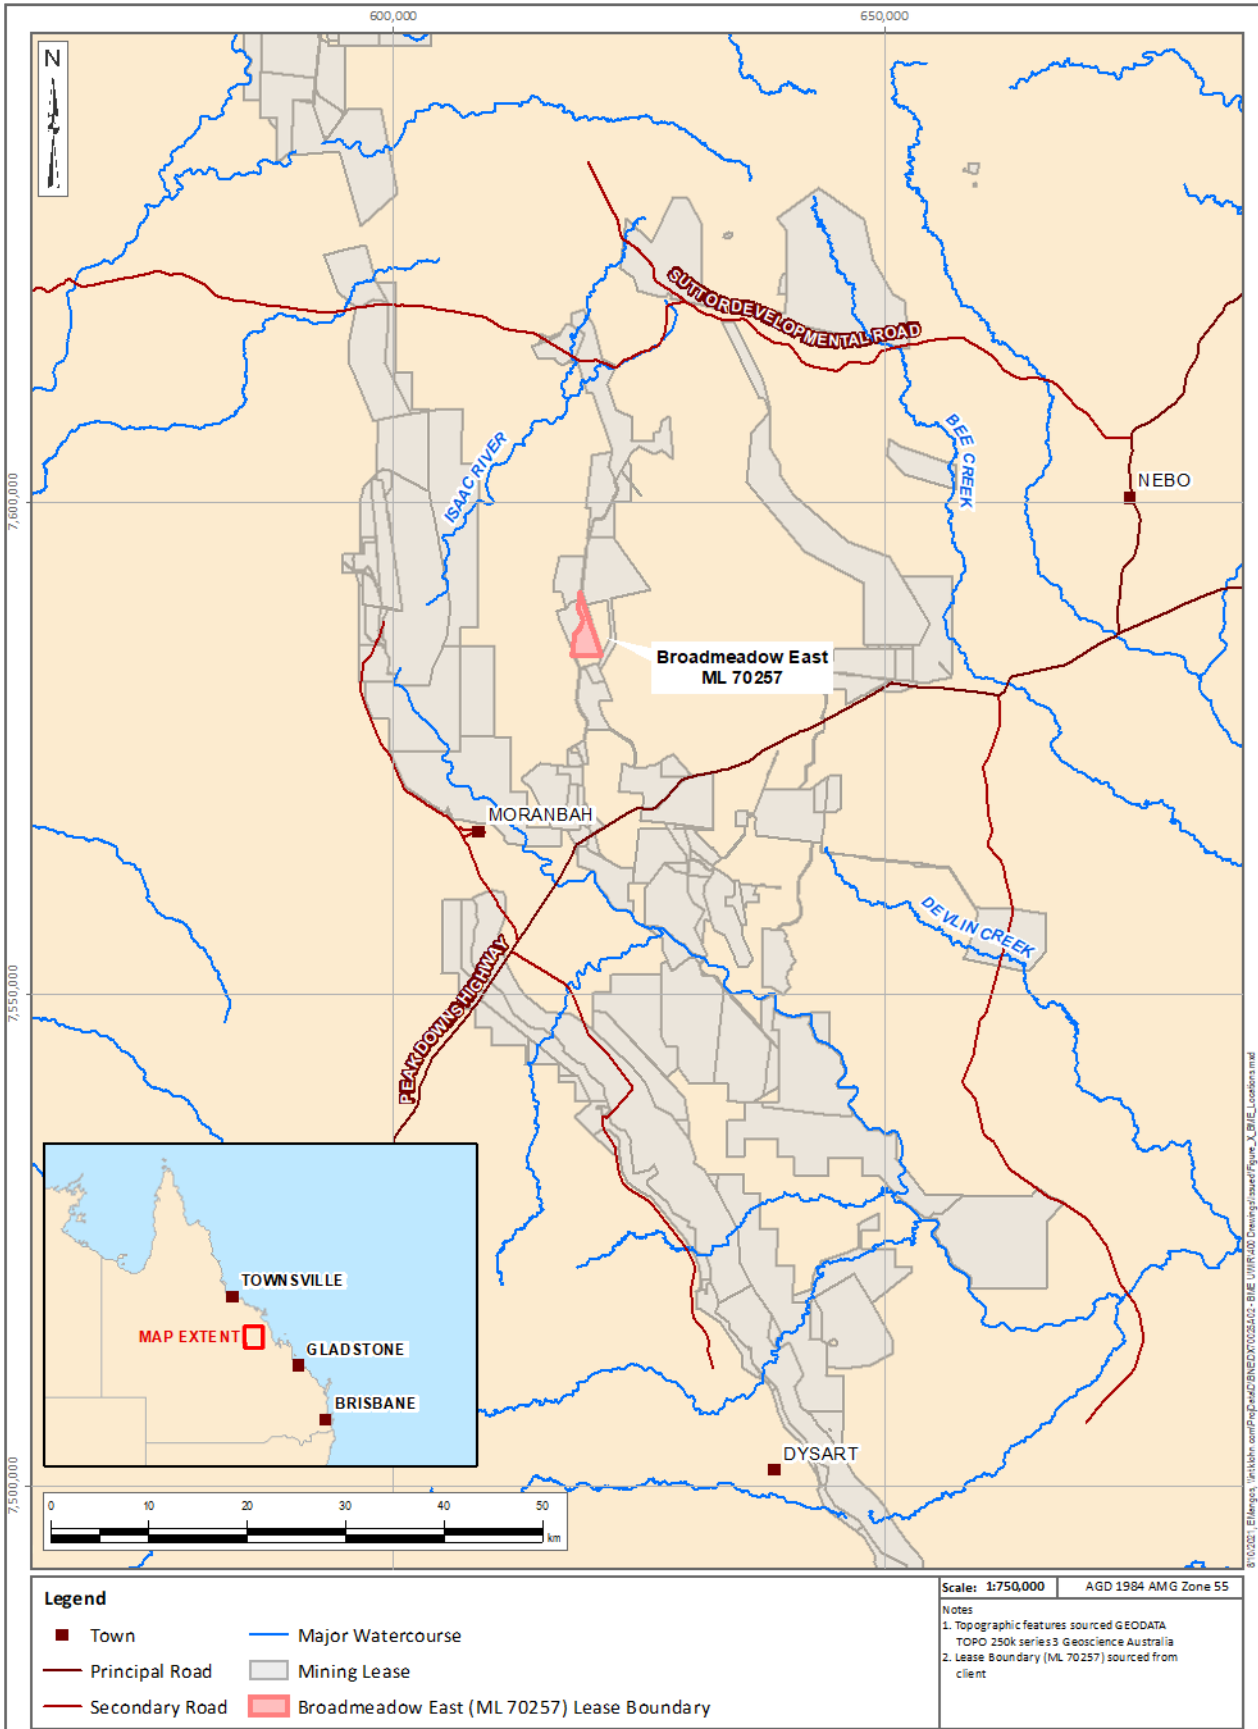 600,000
650,000
N
SUTTOR DEVELOPMENTAL ROAD
ISAAC RIVER
BEE CREEK
NEBO
7,600,000
Broadmeadow East
ML 70257
MORANBAH
DEVLIN CREEK
PEAK DOWNS HIGHWAY
7,550,000
TOWNSVILLE
MAP EXTENT
GLADSTONE
BRISBANE
DYSART
7,500,000
0 10 20 30 40 50
km
Legend
Town
Principal Road
Secondary Road
Major Watercourse
Mining Lease
Broadmeadow East (ML 70257) Lease Boundary
Scale: 1:750,000
AGD 1984 AMG Zone 55
Notes
1. Topographic features sourced GEODATA
TOPO 250k series 3 Geoscience Australia
2. Lease Boundary (ML 70257) sourced from
client